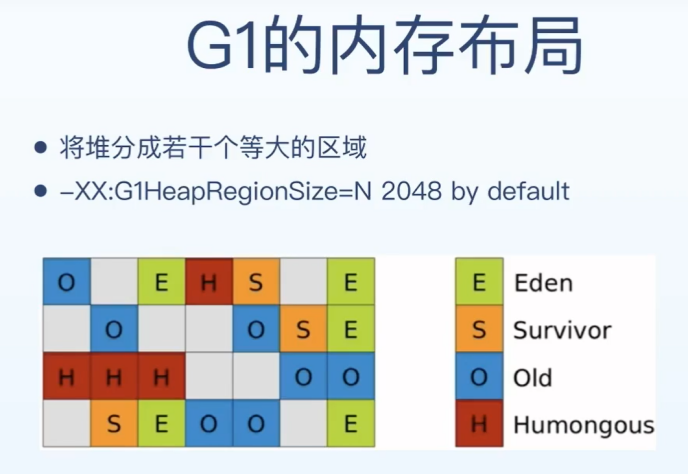 G1的内存布局
● 将堆分成若干个等大的区域
● –XX:G1HeapRegionSize=N 2048 by default
O E H S E E Eden
O O S E S Survivor
H H H O O O Old
S E O O E H Humongous